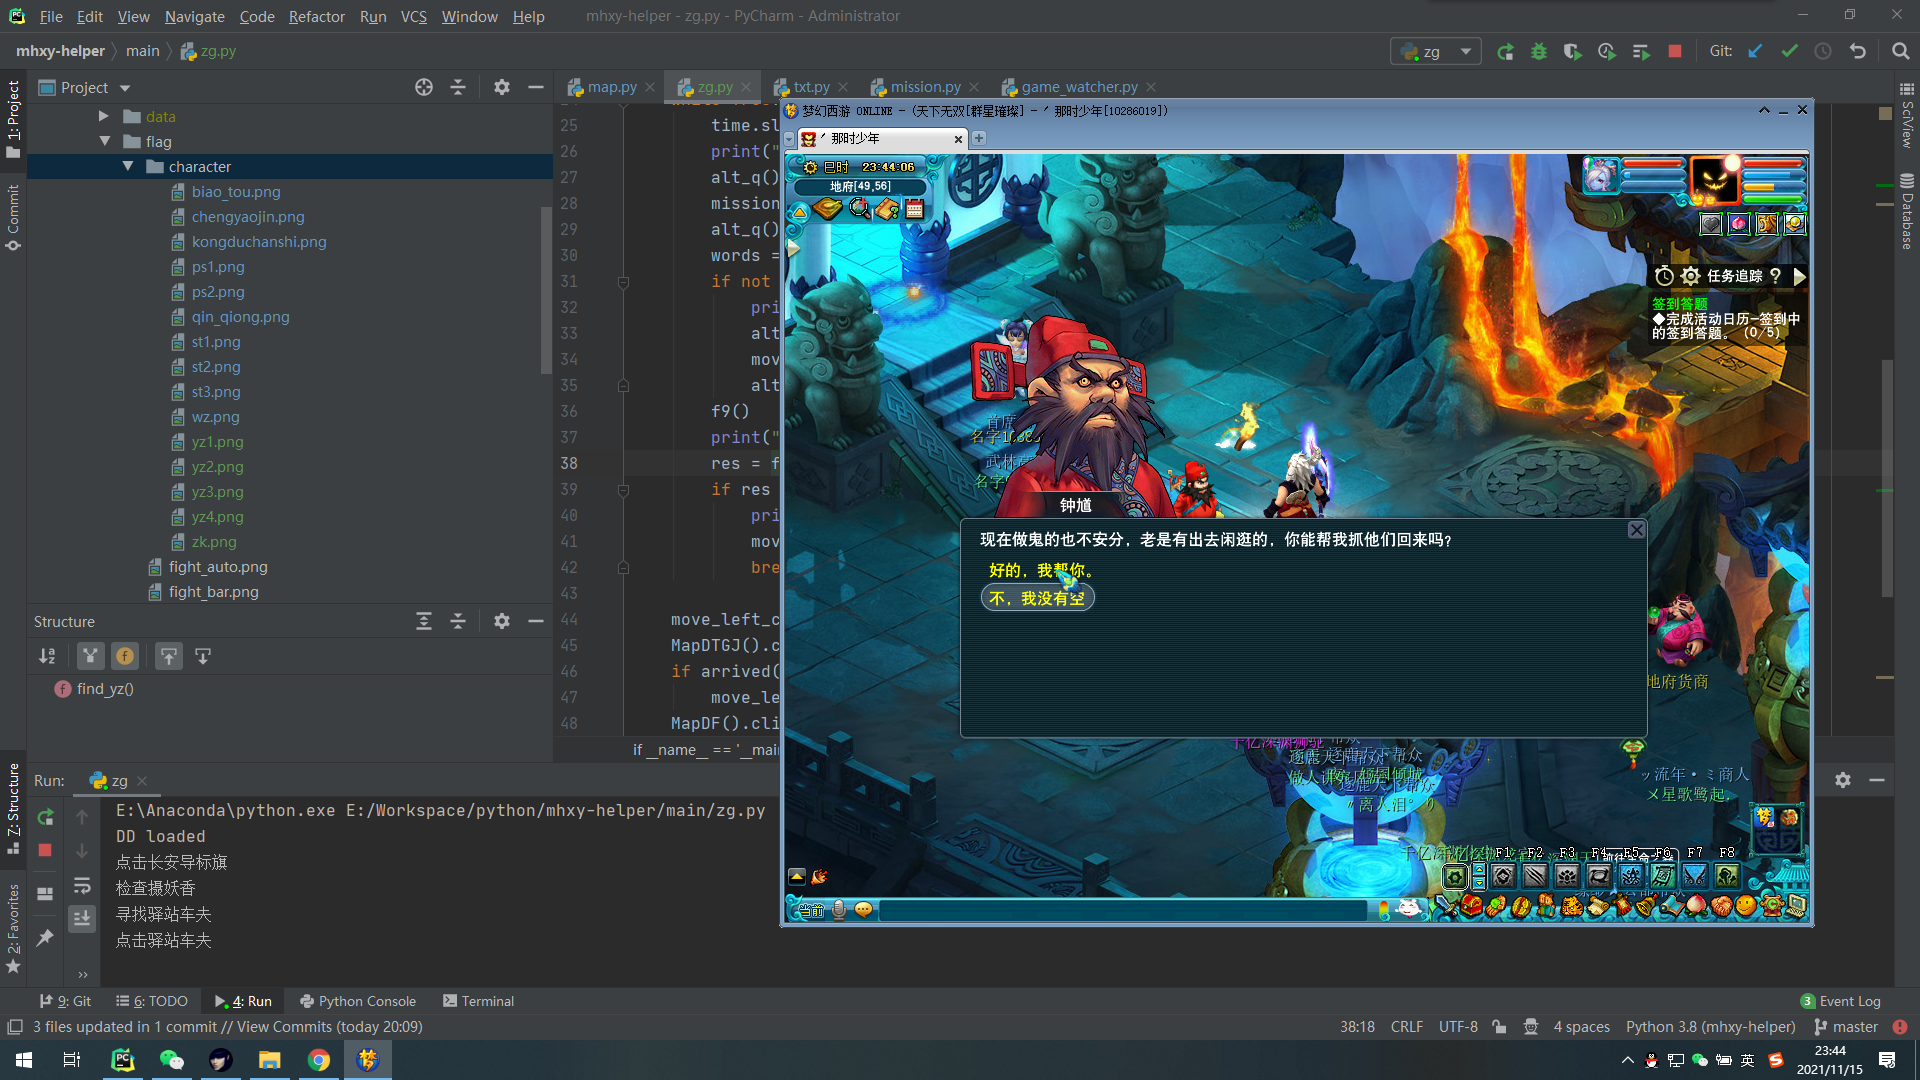 File Edit View Navigate Code Refactor Run VCS Window Help
mhxy-helper - zg.py - PyCharm - Administrator
mhxy-helper main zg.py
zg
Git:
1: Project
Project
map.py
zg.py
txt.py
mission.py
game_watcher.py
data
flag
character
biao_tou.png
chengyaojin.png
kongduchanshi.png
ps1.png
ps2.png
qin_qiong.png
st1.png
st2.png
st3.png
wz.png
yz1.png
yz2.png
yz3.png
yz4.png
zk.png
fight_auto.png
fight_bar.png
Commit
SciView
Database
25 time.sl
26 print("
27 alt_q()
28 mission
29 alt_q()
30 words =
31 if not
32 pri
33 alt
34 mov
35 alt
36 f9()
37 print("
38 res = f
39 if res
40 pri
41 mov
42 bre
43
44 move_left_c
45 MapDTGJ().c
46 if arrived(
47 move_le
48 MapDF().cli
if __name__ == '__mai
Structure
find_yz()
梦幻西游 ONLINE - (天下无双[群星璀璨] - ╯那时少年[10286019])
╯那时少年
巳时 23:44:06
地府[49,56]
任务追踪 ?
签到答题
◆完成活动日历-签到中
的签到答题。 (0/5)
钟馗
现在做鬼的也不安分，老是有出去闲逛的，你能帮我抓他们回来吗？
好的，我帮你。
不，我没有空
地府货商
逐鹿天下帮众
F1 F2 F3 F4 F5 F6 F7 F8
当前
Run: zg
E:\Anaconda\python.exe E:/Workspace/python/mhxy-helper/main/zg.py
DD loaded
点击长安导标旗
检查摄妖香
寻找驿站车夫
点击驿站车夫
7: Structure
2: Favorites
9: Git
6: TODO
4: Run
Python Console
Terminal
3 Event Log
3 files updated in 1 commit // View Commits (today 20:09)
38:18 CRLF UTF-8 4 spaces Python 3.8 (mhxy-helper) master
英
23:44
2021/11/15